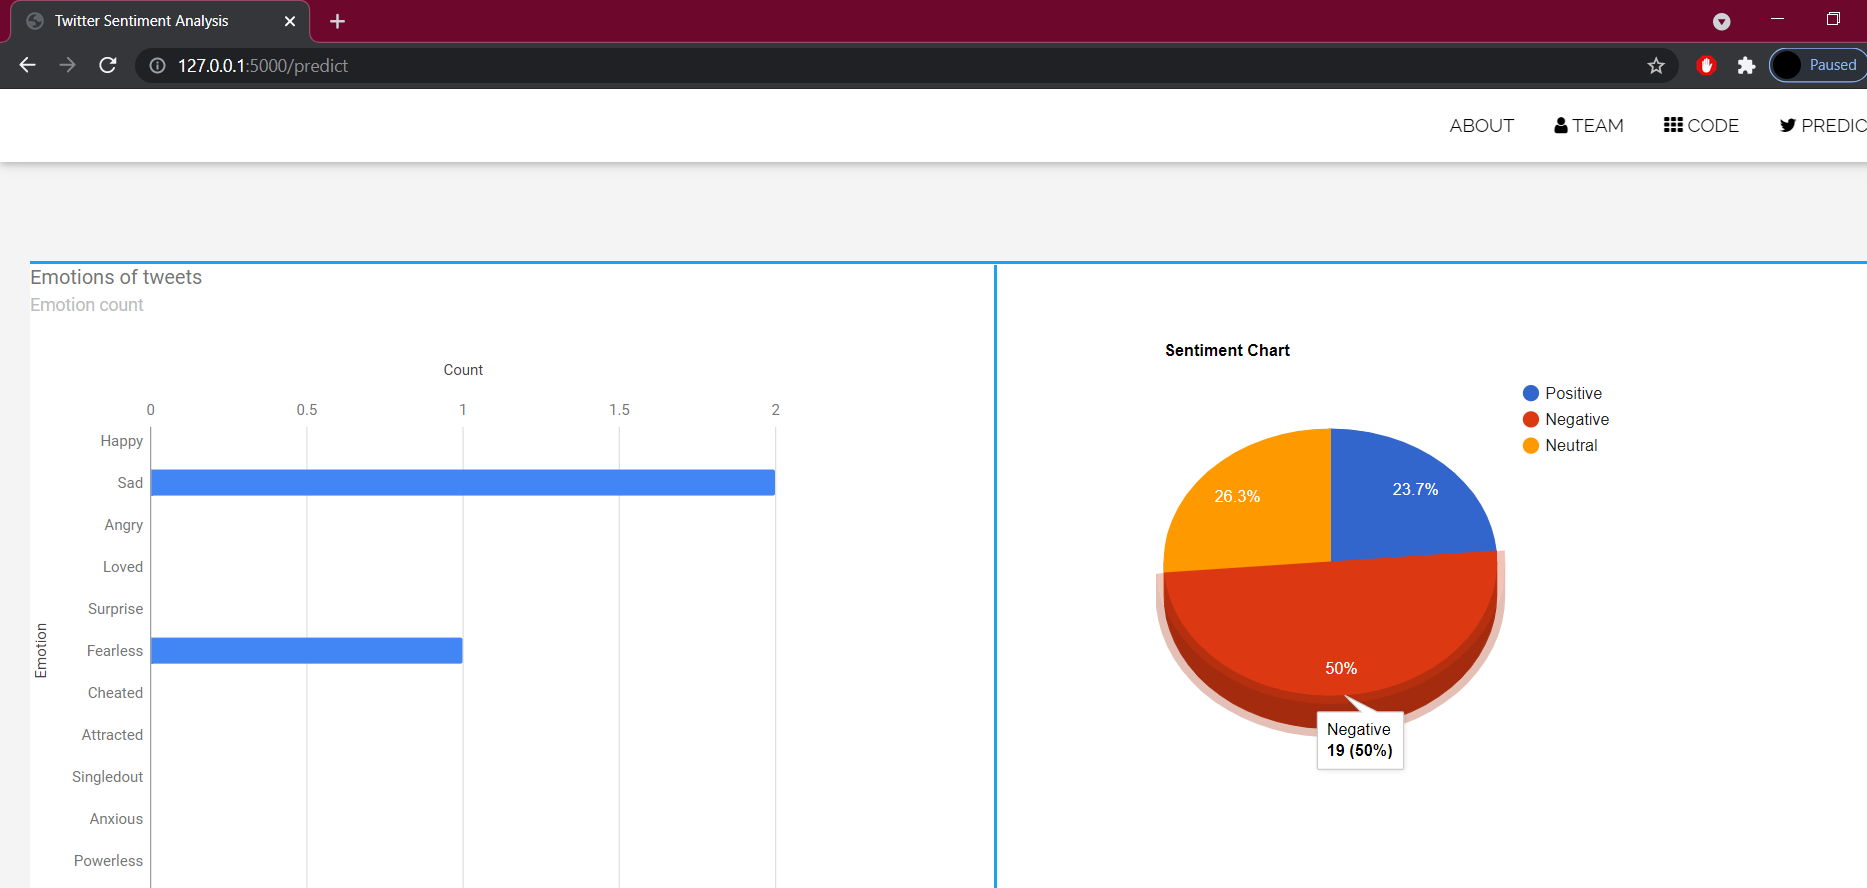 Twitter Sentiment Analysis
127.0.0.1:5000/predict
Paused
ABOUT TEAM CODE PREDIC
Emotions of tweets
Emotion count
Count
0 0.5 1 1.5 2
Happy
Sad
Angry
Loved
Surprise
Fearless
Cheated
Attracted
Singledout
Anxious
Powerless
Emotion
Sentiment Chart
Positive
Negative
Neutral
26.3%
23.7%
50%
Negative
19 (50%)